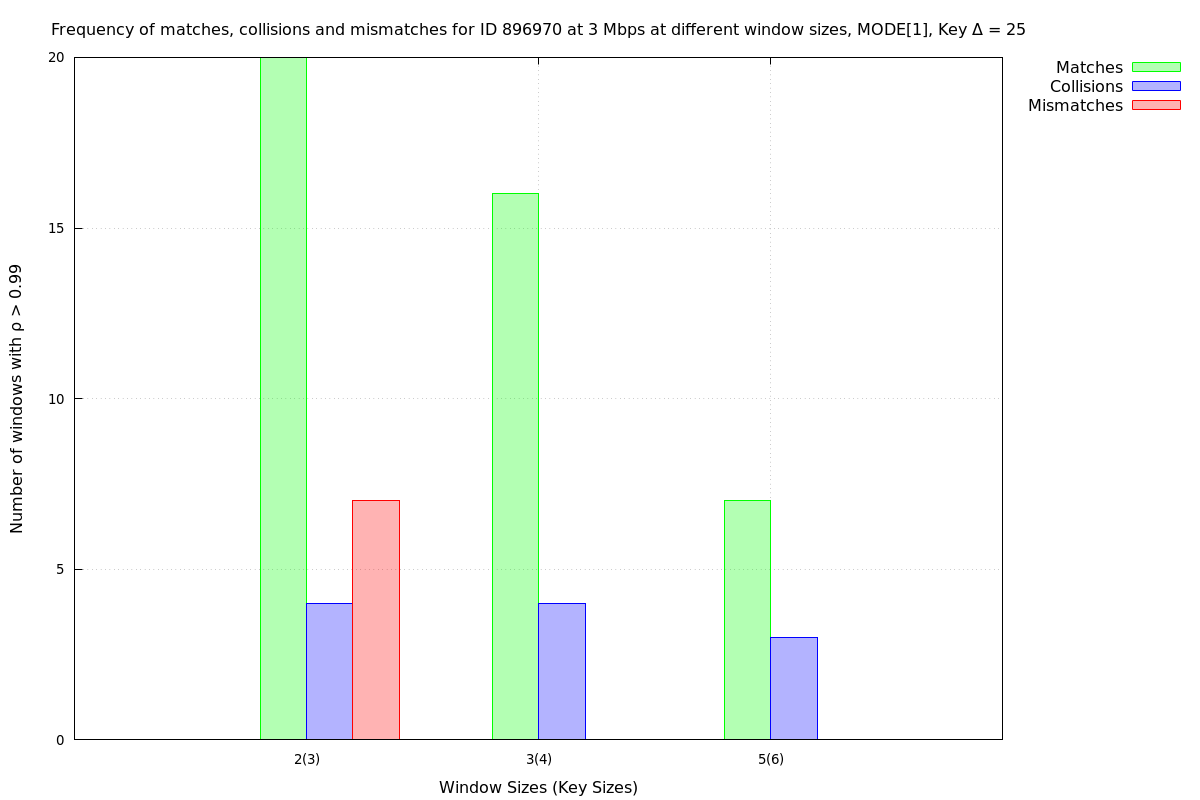 Frequency of matches, collisions and mismatches for ID 896970 at 3 Mbps at different window sizes, MODE[1], Key Δ = 25
Matches
Collisions
Mismatches
Number of windows with ρ > 0.99
20
15
10
5
0
2(3) 3(4) 5(6)
Window Sizes (Key Sizes)